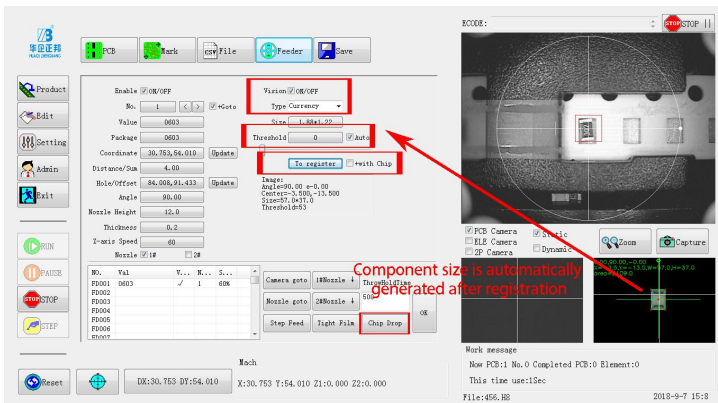 ECODE:
STOP STOP ||
华企正邦
HUAQI ZHENGBANG
PCB
Mark
CSV File
Feeder
Save
Product
Edit
Setting
Admin
Exit
RUN
PAUSE
STOP STOP
STEP
Reset
Enable ON/OFF
No. 1 < > +Goto
Value 0603
Package 0603
Coordinate 30.753,54.010 Update
Distance/Sum 4.00
Hole/Offset 84.008,91.433 Update
Angle 90.00
Nozzle Height 12.0
Thickness 0.2
T-axis Speed 60
Nozzle 1# 2#
Vision ON/OFF
Type Currency
Size 1.88*1.22
Threshold 0 Auto
To register +with Chip
Image:
Angle=90.00 e-0.00
Center=-3.500,-13.500
Size=57.0*37.0
Threshold=53
NO. Val V... N... S...
FD001 0603 √ 1 60%
FD002
FD003
FD004
FD005
FD006
FD007
Camera goto 1#Nozzle ↓ ThrowHoldTime
Nozzle goto 2#Nozzle ↓ 500
Step Feed Tight Film Chip Drop
OK
Component size is automatically
generated after registration
PCB Camera Static
ELE Camera
2P Camera Dynamic
Zoom
Capture
Work message
Now PCB:1 No.0 Completed PCB:0 Element:0
This time use:1Sec
Mach
DX:30.753 DY:54.010
X:30.753 Y:54.010 Z1:0.000 Z2:0.000
File:456.H8
2018-9-7 15:8